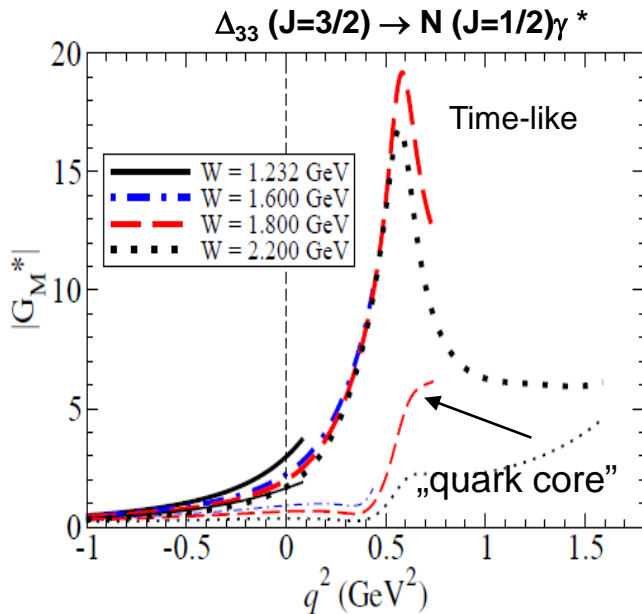 Δ₃₃ (J=3/2) → N (J=1/2)γ *
20
Time-like
W = 1.232 GeV
W = 1.600 GeV
W = 1.800 GeV
W = 2.200 GeV
15
|G_M*|
10
5
„quark core”
0
-1 -0.5 0 0.5 1 1.5
q² (GeV²)